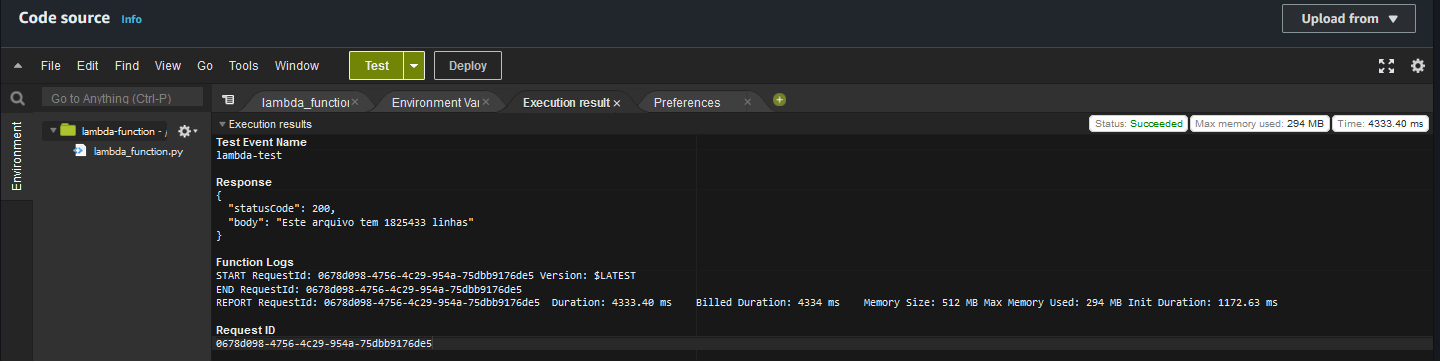 Code source Info
Upload from
File Edit Find View Go Tools Window Test Deploy
Go to Anything (Ctrl-P)
lambda_function Environment Var Execution result Preferences
Environment
lambda-function - /
lambda_function.py
Execution results
Status: Succeeded Max memory used: 294 MB Time: 4333.40 ms
Test Event Name
lambda-test
Response
{
"statusCode": 200,
"body": "Este arquivo tem 1825433 linhas"
}
Function Logs
START RequestId: 0678d098-4756-4c29-954a-75dbb9176de5 Version: $LATEST
END RequestId: 0678d098-4756-4c29-954a-75dbb9176de5
REPORT RequestId: 0678d098-4756-4c29-954a-75dbb9176de5 Duration: 4333.40 ms Billed Duration: 4334 ms Memory Size: 512 MB Max Memory Used: 294 MB Init Duration: 1172.63 ms
Request ID
0678d098-4756-4c29-954a-75dbb9176de5